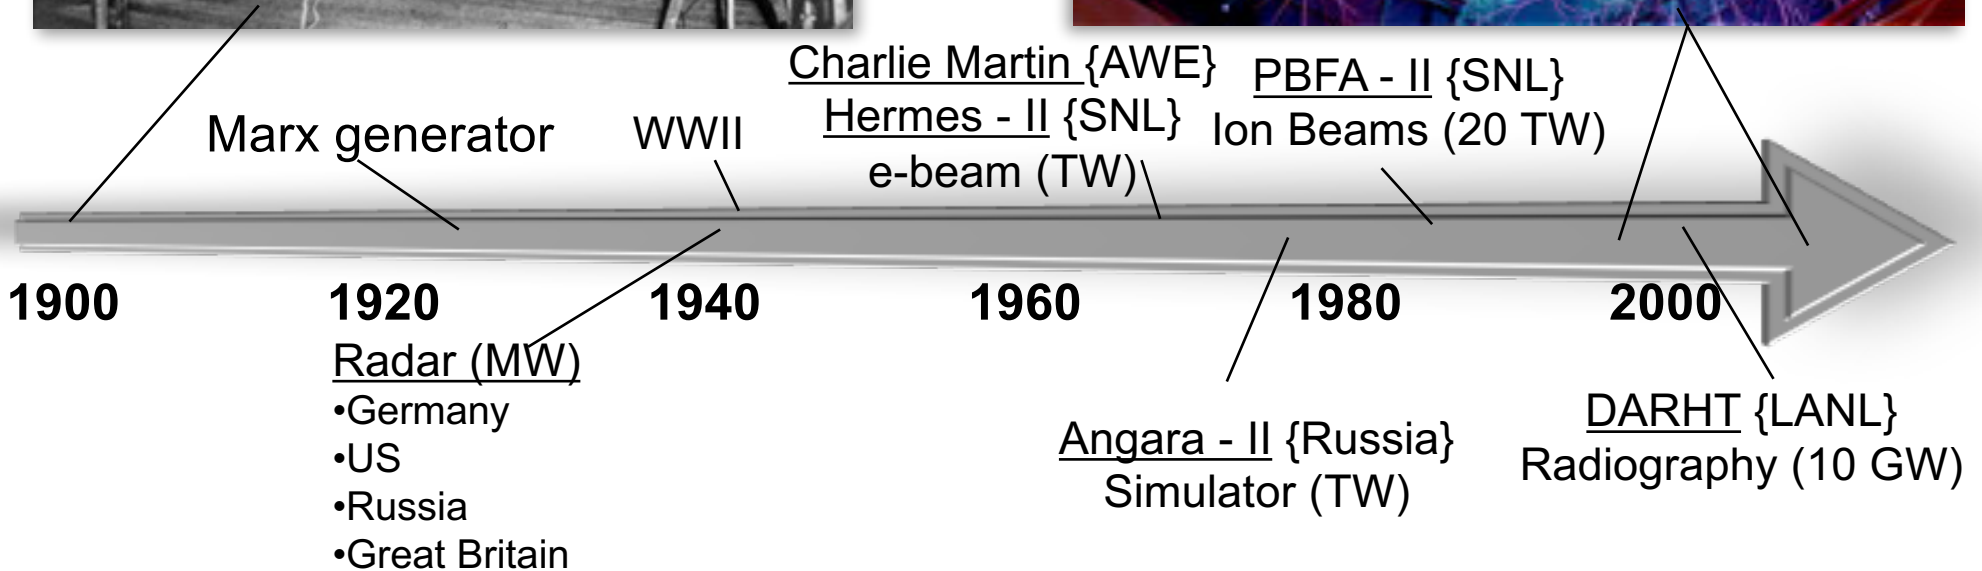 Charlie Martin {AWE}
Hermes - II {SNL}
e-beam (TW)
PBFA - II {SNL}
Ion Beams (20 TW)
Marx generator
WWII
1900
1920
1940
1960
1980
2000
Radar (MW)
•Germany
•US
•Russia
•Great Britain
Angara - II {Russia}
Simulator (TW)
DARHT {LANL}
Radiography (10 GW)